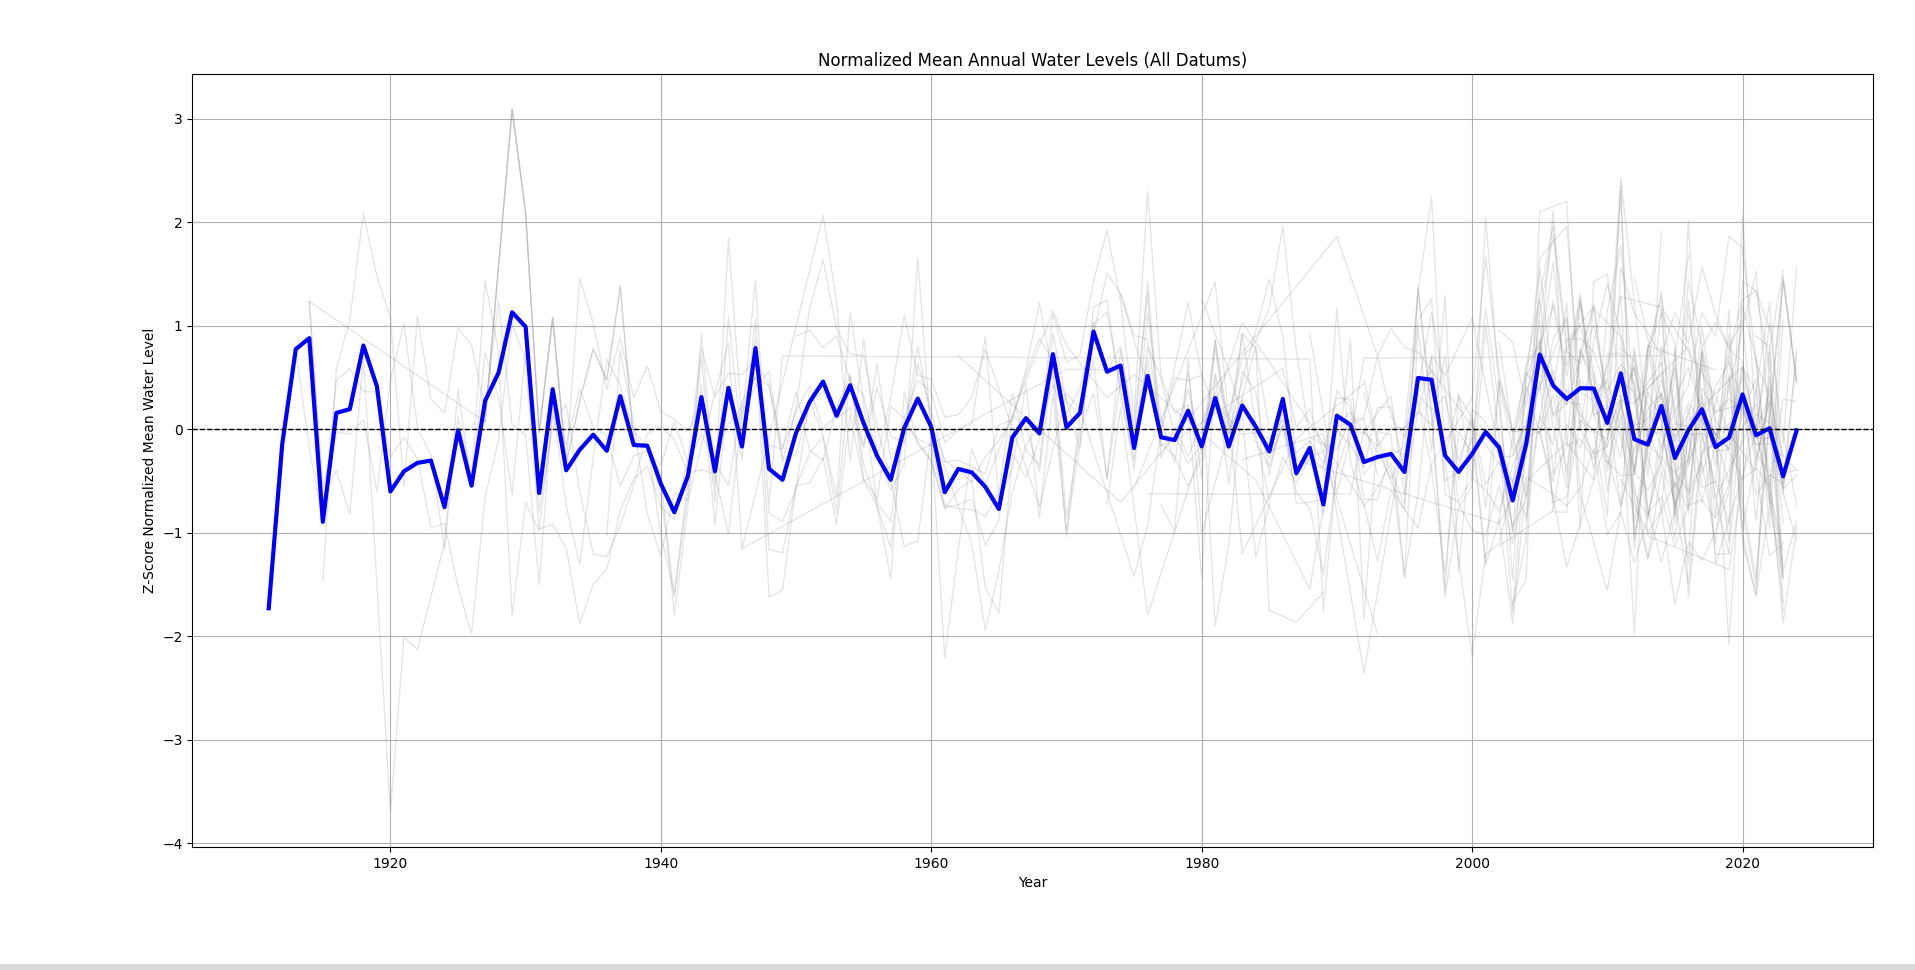 Normalized Mean Annual Water Levels (All Datums)
Z-Score Normalized Mean Water Level
3
2
1
0
−1
−2
−3
−4
1920 1940 1960 1980 2000 2020
Year